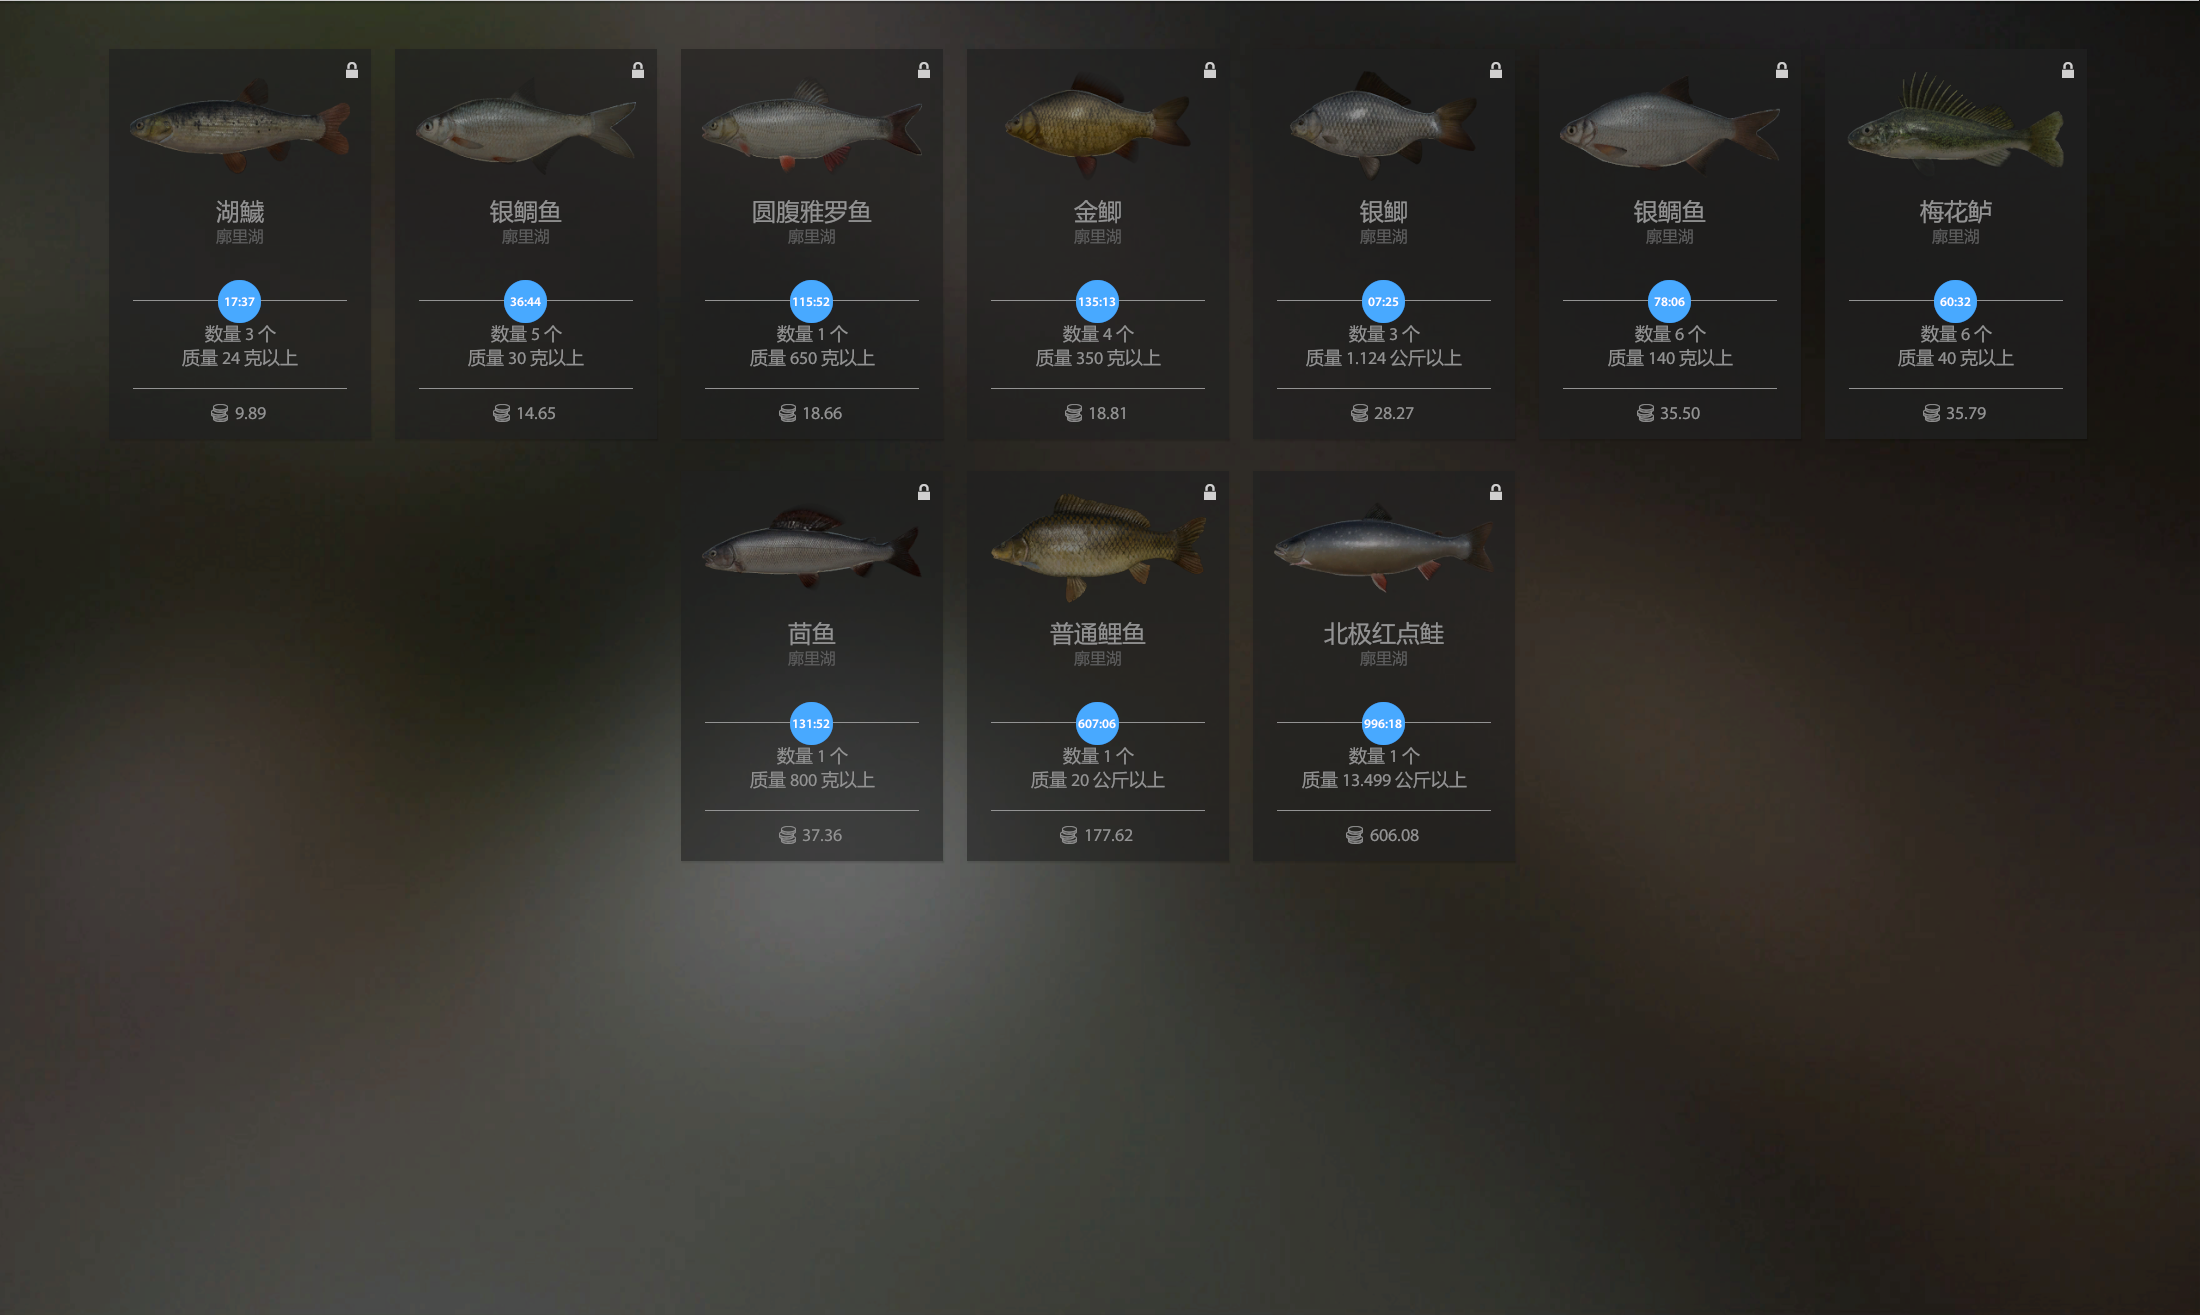 湖鱥
廓里湖
17:37
数量 3 个
质量 24 克以上
9.89
银鲷鱼
廓里湖
36:44
数量 5 个
质量 30 克以上
14.65
圆腹雅罗鱼
廓里湖
115:52
数量 1 个
质量 650 克以上
18.66
金鲫
廓里湖
135:13
数量 4 个
质量 350 克以上
18.81
银鲫
廓里湖
07:25
数量 3 个
质量 1.124 公斤以上
28.27
银鲷鱼
廓里湖
78:06
数量 6 个
质量 140 克以上
35.50
梅花鲈
廓里湖
60:32
数量 6 个
质量 40 克以上
35.79
茴鱼
廓里湖
131:52
数量 1 个
质量 800 克以上
37.36
普通鲤鱼
廓里湖
607:06
数量 1 个
质量 20 公斤以上
177.62
北极红点鲑
廓里湖
996:18
数量 1 个
质量 13.499 公斤以上
606.08